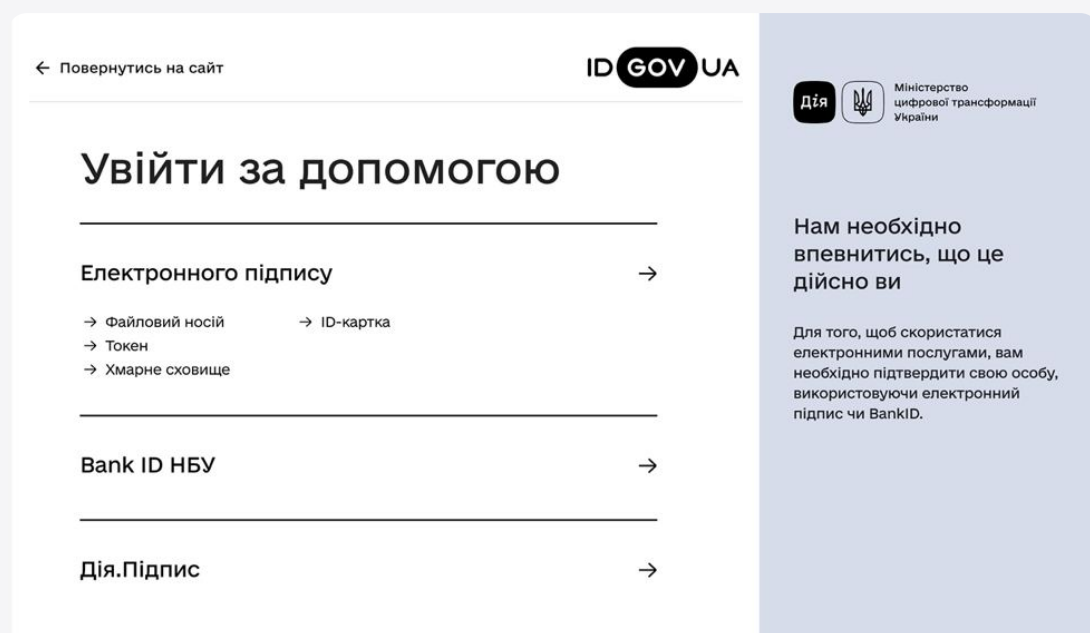 ← Повернутись на сайт
ID GOV UA
Увійти за допомогою
Електронного підпису →
→ Файловий носій
→ Токен
→ Хмарне сховище
→ ID-картка
Bank ID НБУ →
Дія.Підпис →
Дія
Міністерство
цифрової трансформації
України
Нам необхідно
впевнитись, що це
дійсно ви
Для того, щоб скористатися
електронними послугами, вам
необхідно підтвердити свою особу,
використовуючи електронний
підпис чи BankID.